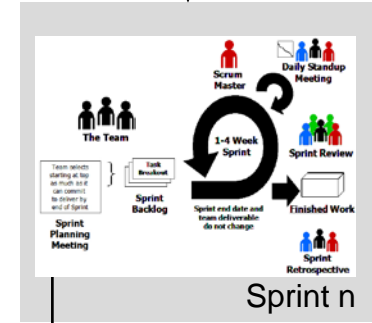 Scrum
Master
Daily Standup
Meeting
The Team
1-4 Week
Sprint
Sprint Review
Team selects
starting at top
as much as it
can commit
to deliver by
end of Sprint
Task
Breakout
Sprint
Backlog
Sprint
Planning
Meeting
Sprint end date and
team deliverable
do not change
Finished Work
Sprint
Retrospective
Sprint n